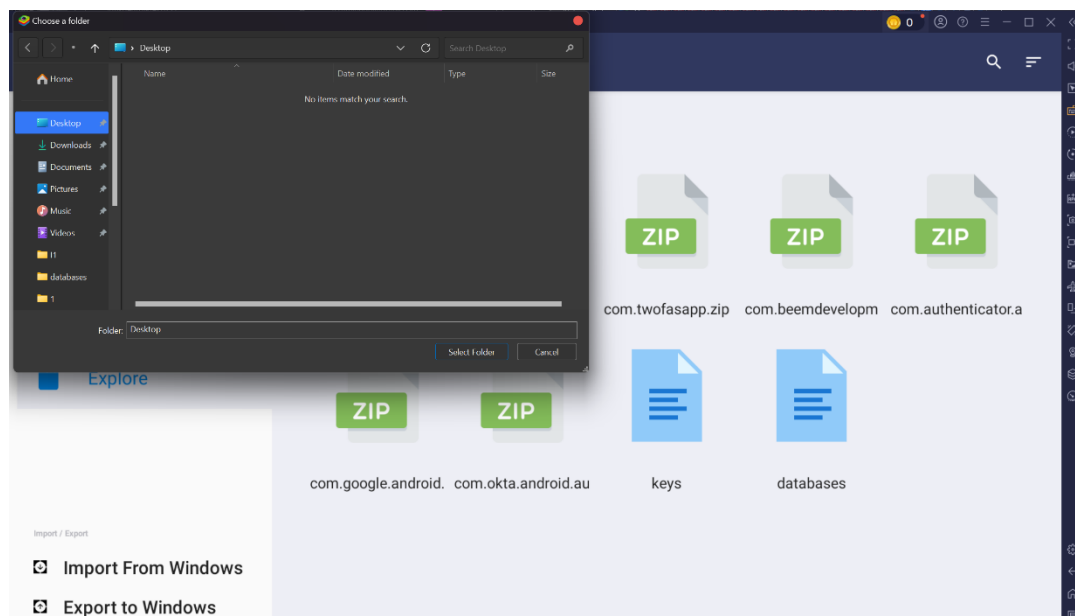 Choose a folder
0
Desktop
Search Desktop
Name
Date modified
Type
Size
No items match your search.
Home
Desktop
Downloads
Documents
Pictures
Music
Videos
databases
1
Folder:
Desktop
Select Folder
Cancel
ZIP
ZIP
ZIP
com.twofasapp.zip
com.beemdevelopm
com.authenticator.a
Explore
ZIP
ZIP
com.google.android.
com.okta.android.au
keys
databases
Import / Export
Import From Windows
Export to Windows